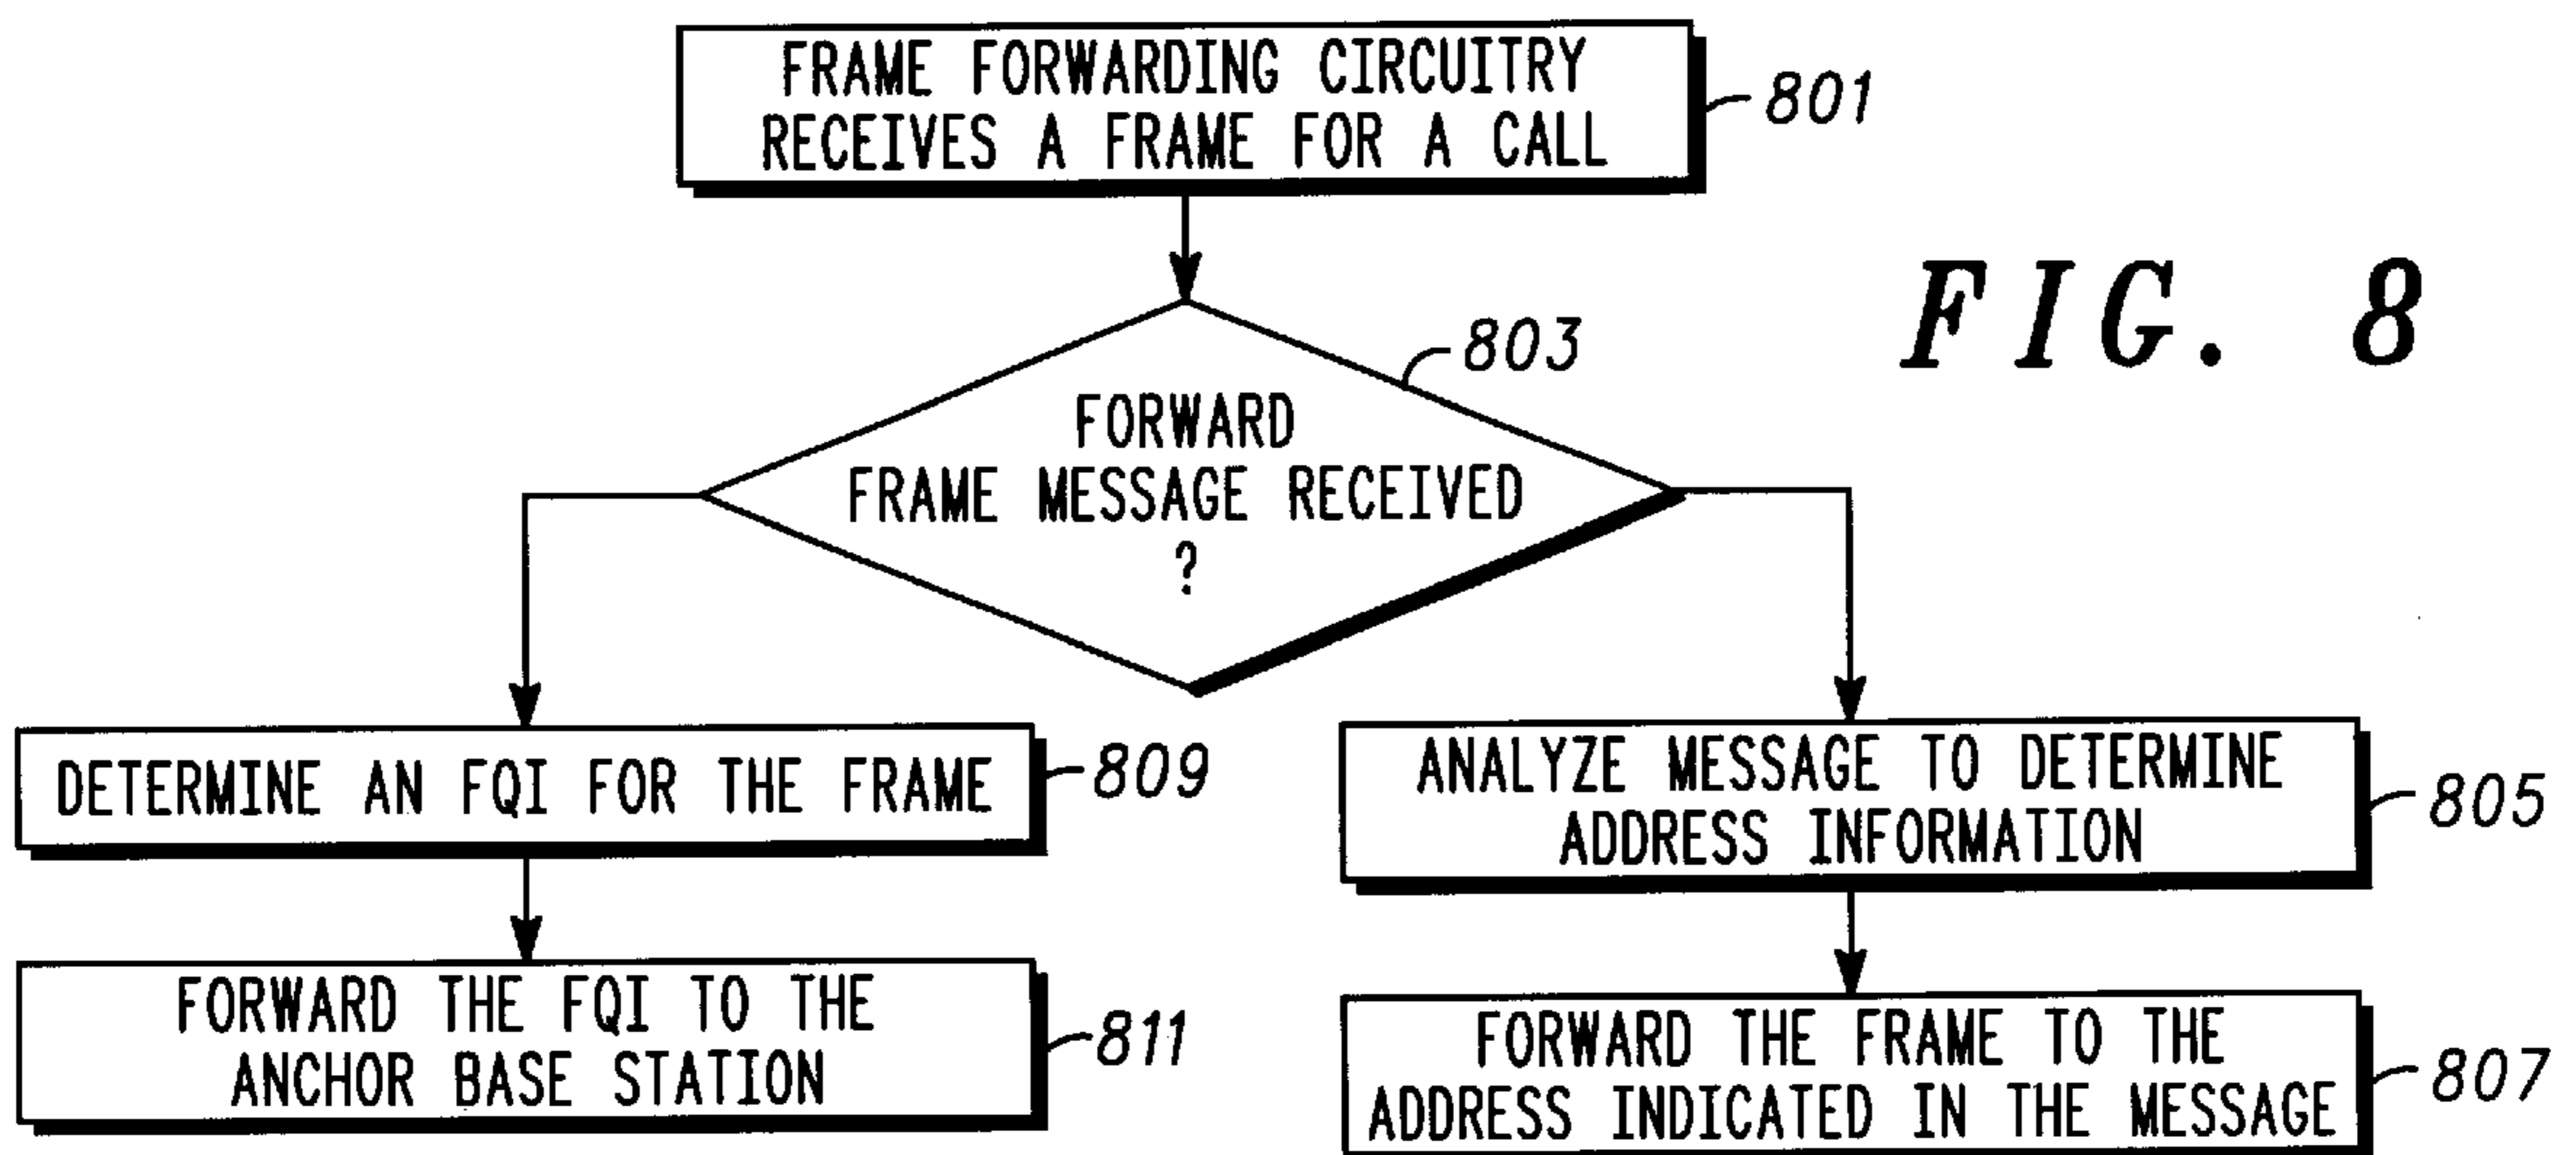 FRAME FORWARDING CIRCUITRY
RECEIVES A FRAME FOR A CALL
801
FIG. 8
803
FORWARD
FRAME MESSAGE RECEIVED
?
DETERMINE AN FQI FOR THE FRAME
809
ANALYZE MESSAGE TO DETERMINE
ADDRESS INFORMATION
805
FORWARD THE FQI TO THE
ANCHOR BASE STATION
811
FORWARD THE FRAME TO THE
ADDRESS INDICATED IN THE MESSAGE
807